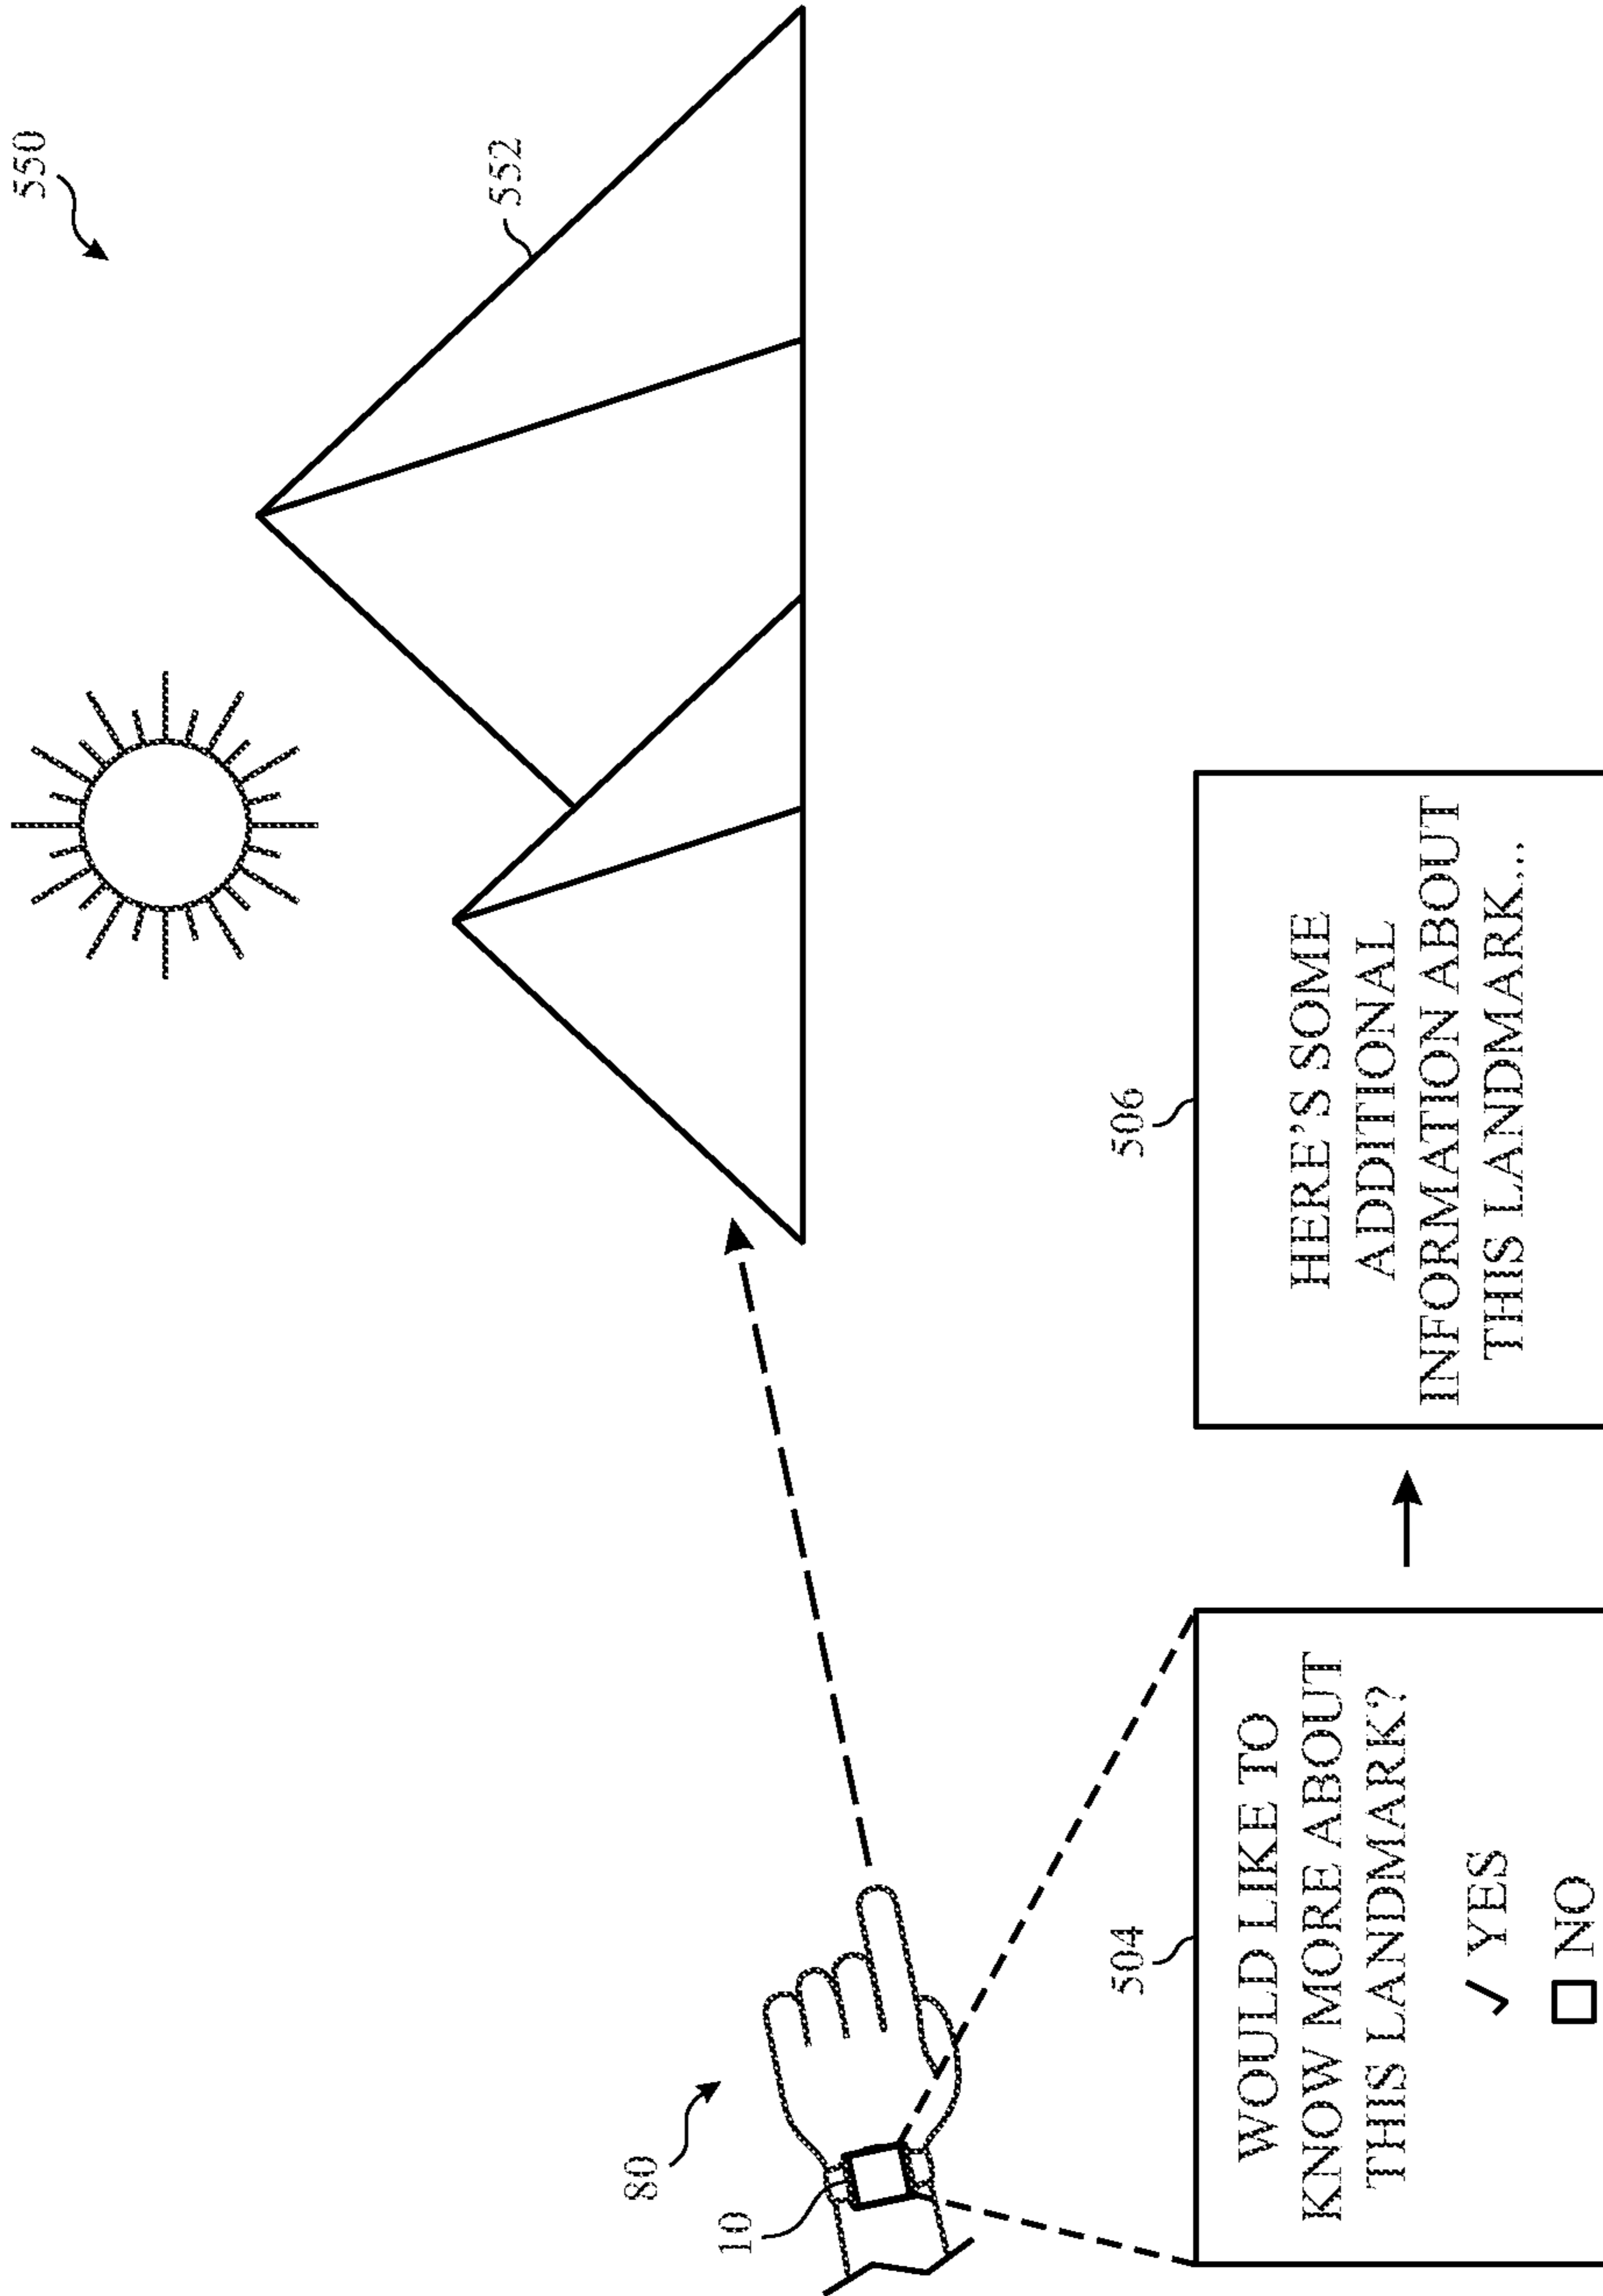 550
552
80
10
504
WOULD LIKE TO
KNOW MORE ABOUT
THIS LANDMARK?
✓ YES
☐ NO
506
HERE'S SOME
ADDITIONAL
INFORMATION ABOUT
THIS LANDMARK...